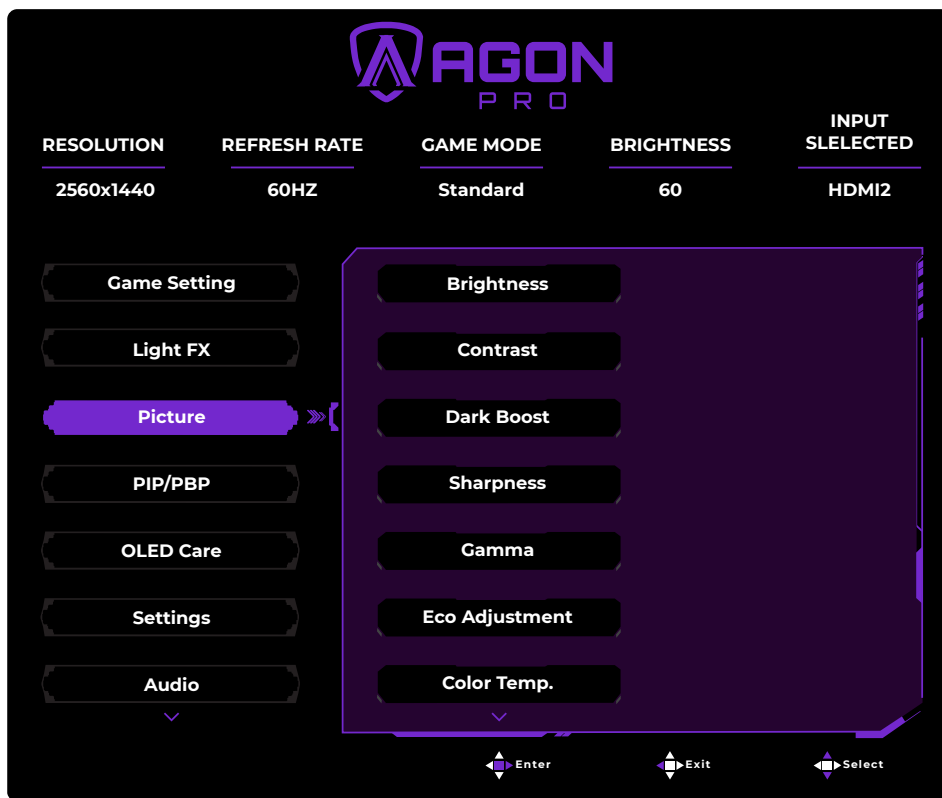 AGON
PRO
RESOLUTION
REFRESH RATE
GAME MODE
BRIGHTNESS
INPUT
SLELECTED
2560x1440
60HZ
Standard
60
HDMI2
Game Setting
Light FX
Picture
PIP/PBP
OLED Care
Settings
Audio
Brightness
Contrast
Dark Boost
Sharpness
Gamma
Eco Adjustment
Color Temp.
Enter
Exit
Select